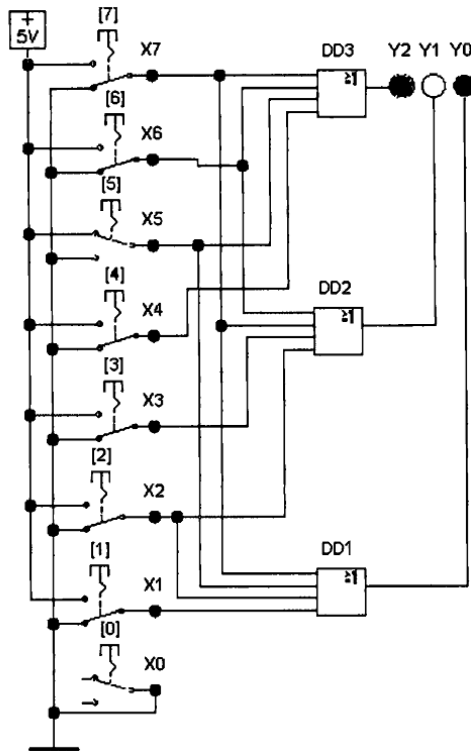 +
5V
[7]
X7
DD3
Y2
Y1
Y0
≥1
[6]
X6
[5]
X5
[4]
X4
DD2
≥1
[3]
X3
[2]
X2
DD1
≥1
[1]
X1
[0]
X0